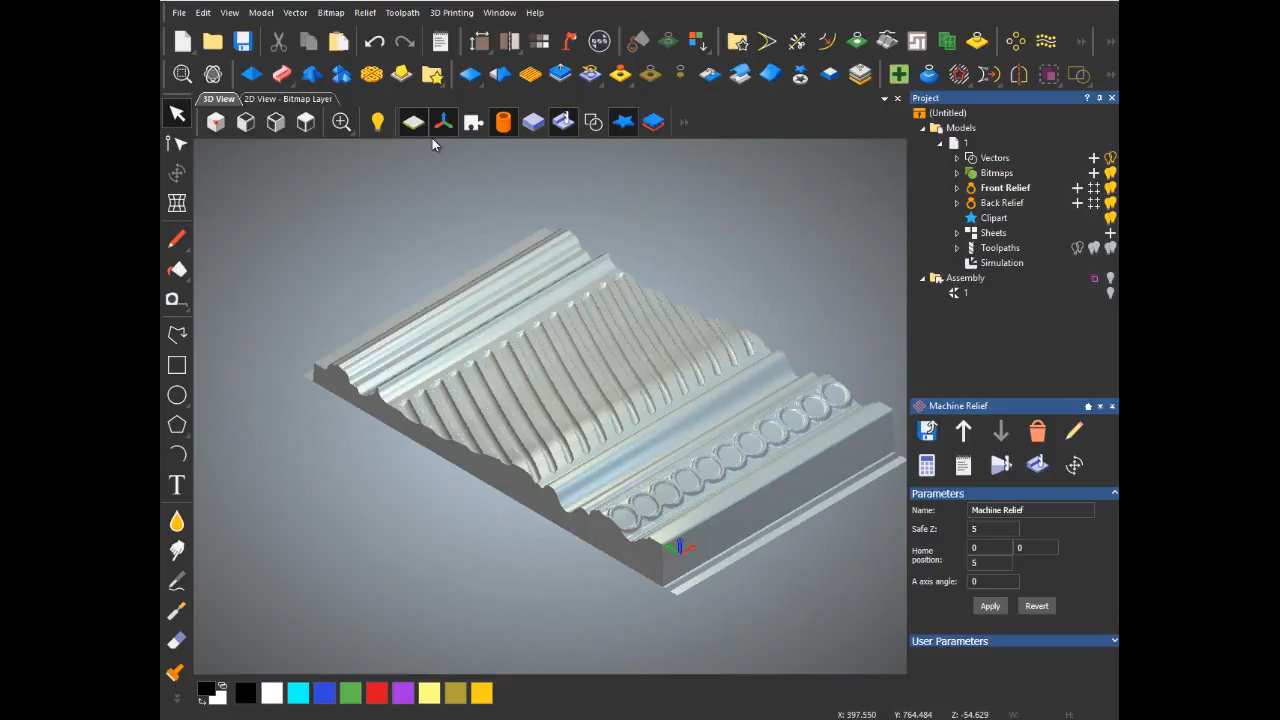 File Edit View Model Vector Bitmap Relief Toolpath 3D Printing Window Help
3D View 2D View - Bitmap Layer
Project
(Untitled)
Models
1
Vectors
Bitmaps
Front Relief
Back Relief
Clipart
Sheets
Toolpaths
Simulation
Assembly
1
Machine Relief
Parameters
Name: Machine Relief
Safe Z: 5
Home position: 0 0
5
A axis angle: 0
Apply Revert
User Parameters
X: 397.550 Y: 764.484 Z: -54.629 W: H: